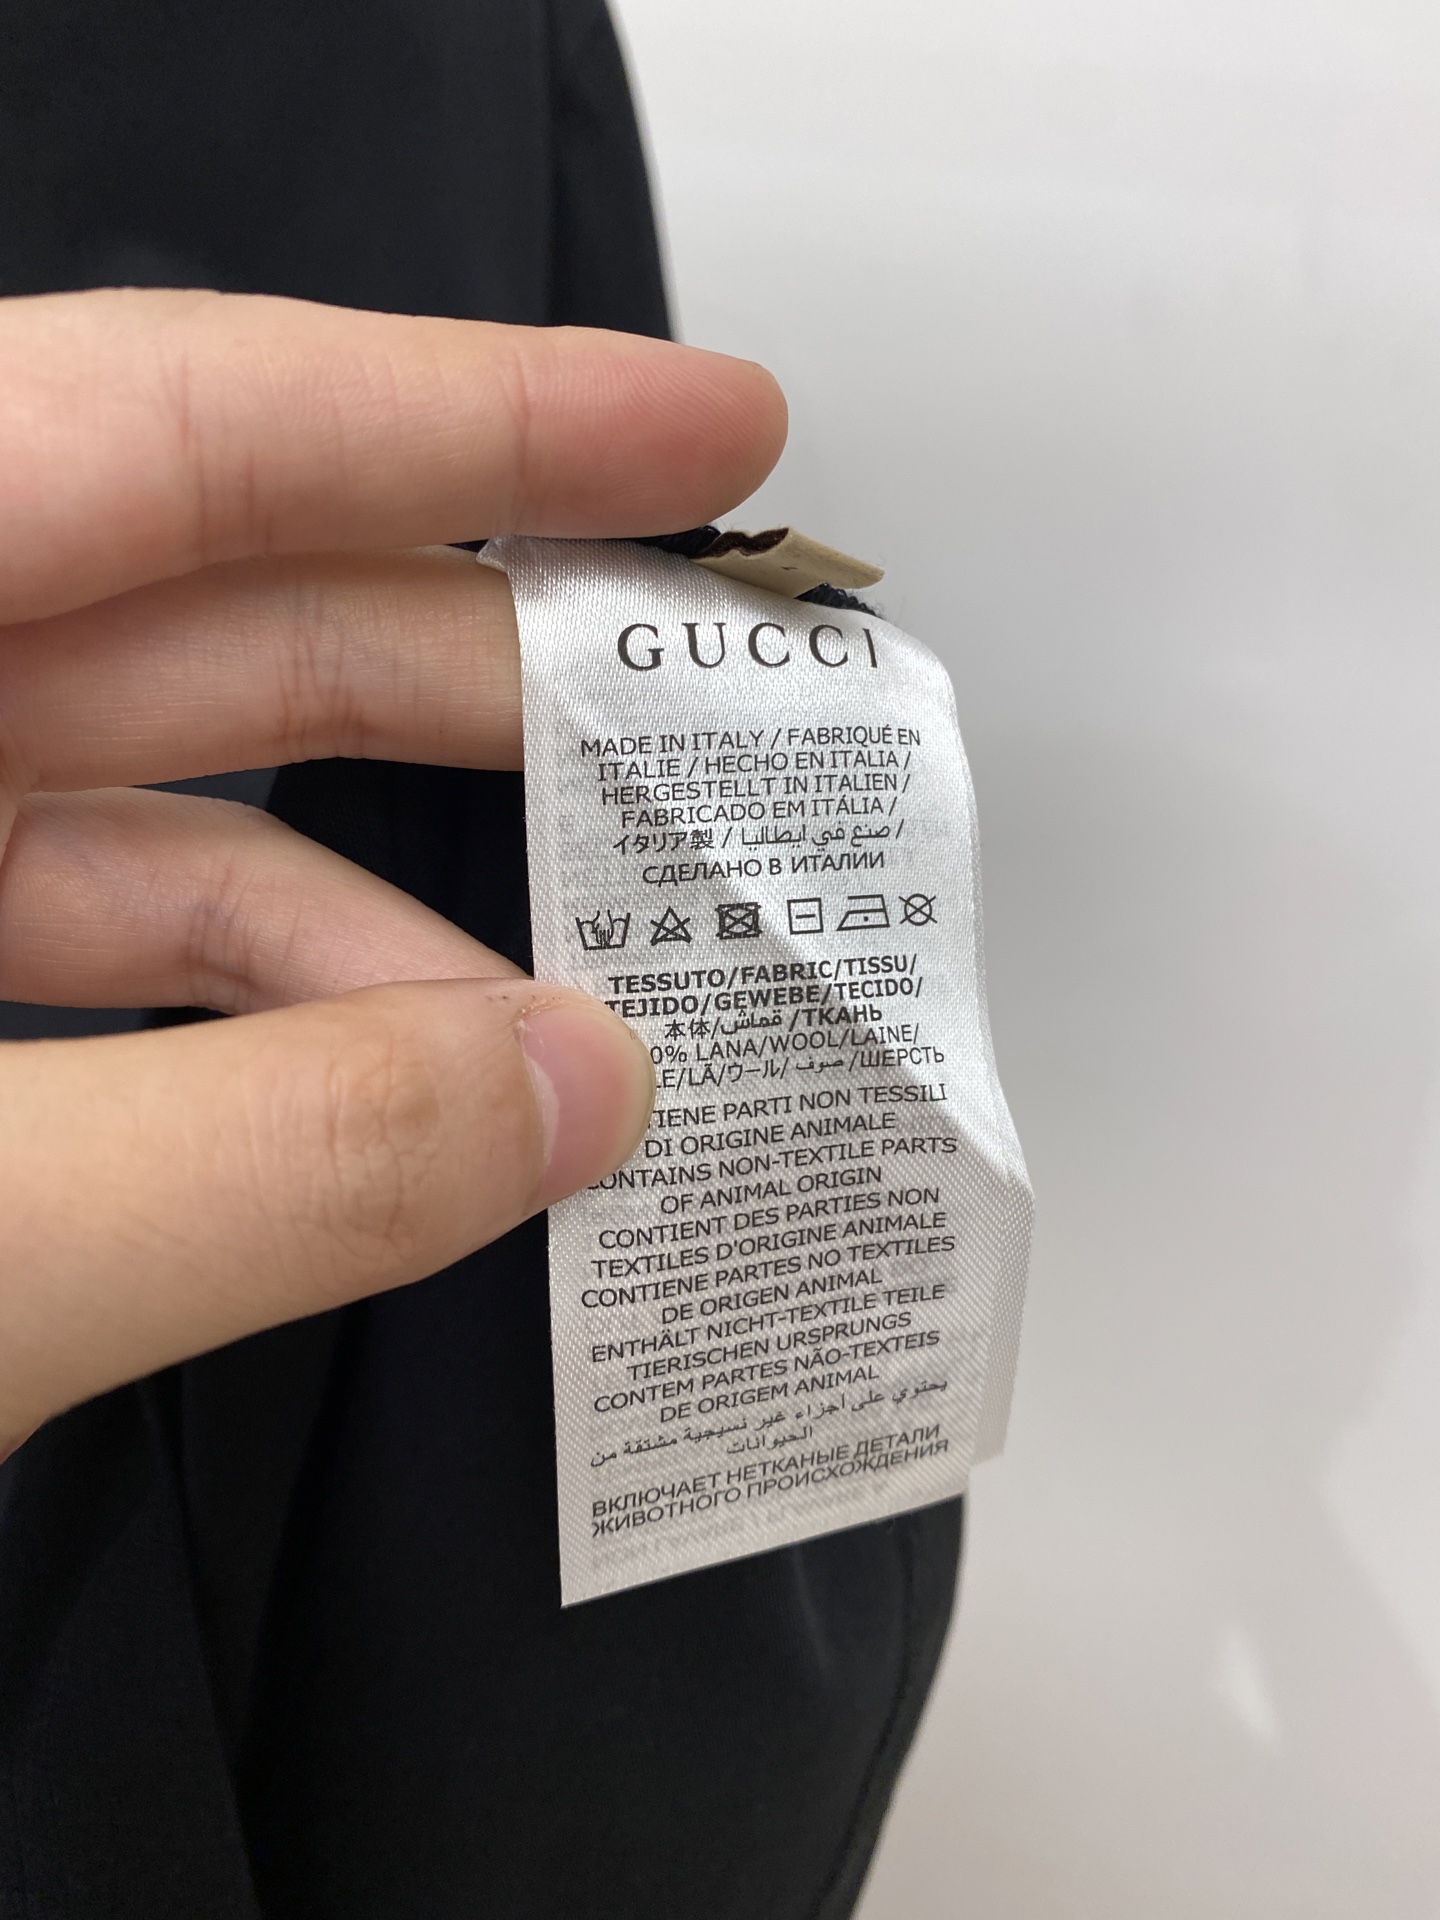 GUCCI
MADE IN ITALY / FABRIQUÉ EN
ITALIE / HECHO EN ITALIA /
HERGESTELLT IN ITALIEN /
FABRICADO EM ITÁLIA /
イタリア製 / صنع في ايطاليا /
СДЕЛАНО В ИТАЛИИ
TESSUTO/FABRIC/TISSU/
TEJIDO/GEWEBE/TECIDO/
本体/قماش/ТКАНЬ
0% LANA/WOOL/LAINE/
LE/LÃ/ウール/صوف/ШЕРСТЬ
TIENE PARTI NON TESSILI
DI ORIGINE ANIMALE
ONTAINS NON-TEXTILE PARTS
OF ANIMAL ORIGIN
CONTIENT DES PARTIES NON
TEXTILES D'ORIGINE ANIMALE
CONTIENE PARTES NO TEXTILES
DE ORIGEN ANIMAL
ENTHÄLT NICHT-TEXTILE TEILE
TIERISCHEN URSPRUNGS
CONTEM PARTES NÃO-TEXTEIS
DE ORIGEM ANIMAL
يحتوي على اجزاء غير نسيجية مشتقة من
الحيوانات
ВКЛЮЧАЕТ НЕТКАНЫЕ ДЕТАЛИ
ЖИВОТНОГО ПРОИСХОЖДЕНИЯ